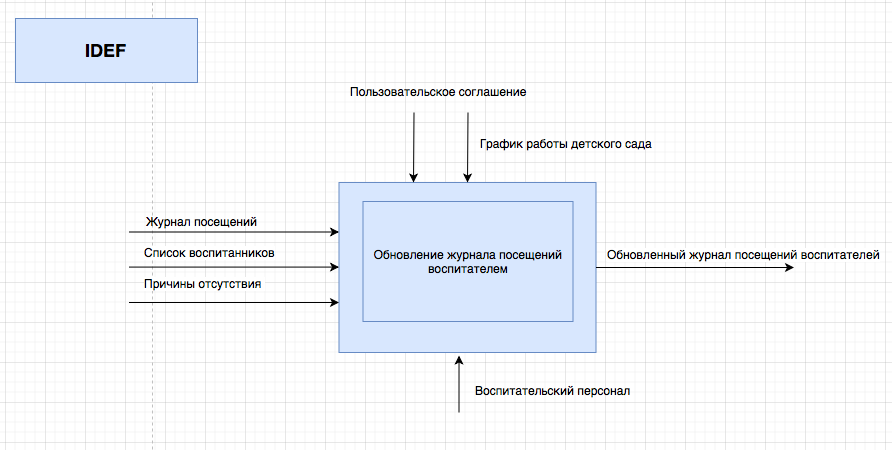 IDEF
Пользовательское соглашение
График работы детского сада
Журнал посещений
Список воспитанников
Причины отсутствия
Обновление журнала посещений
воспитателем
Обновленный журнал посещений воспитателей
Воспитательский персонал